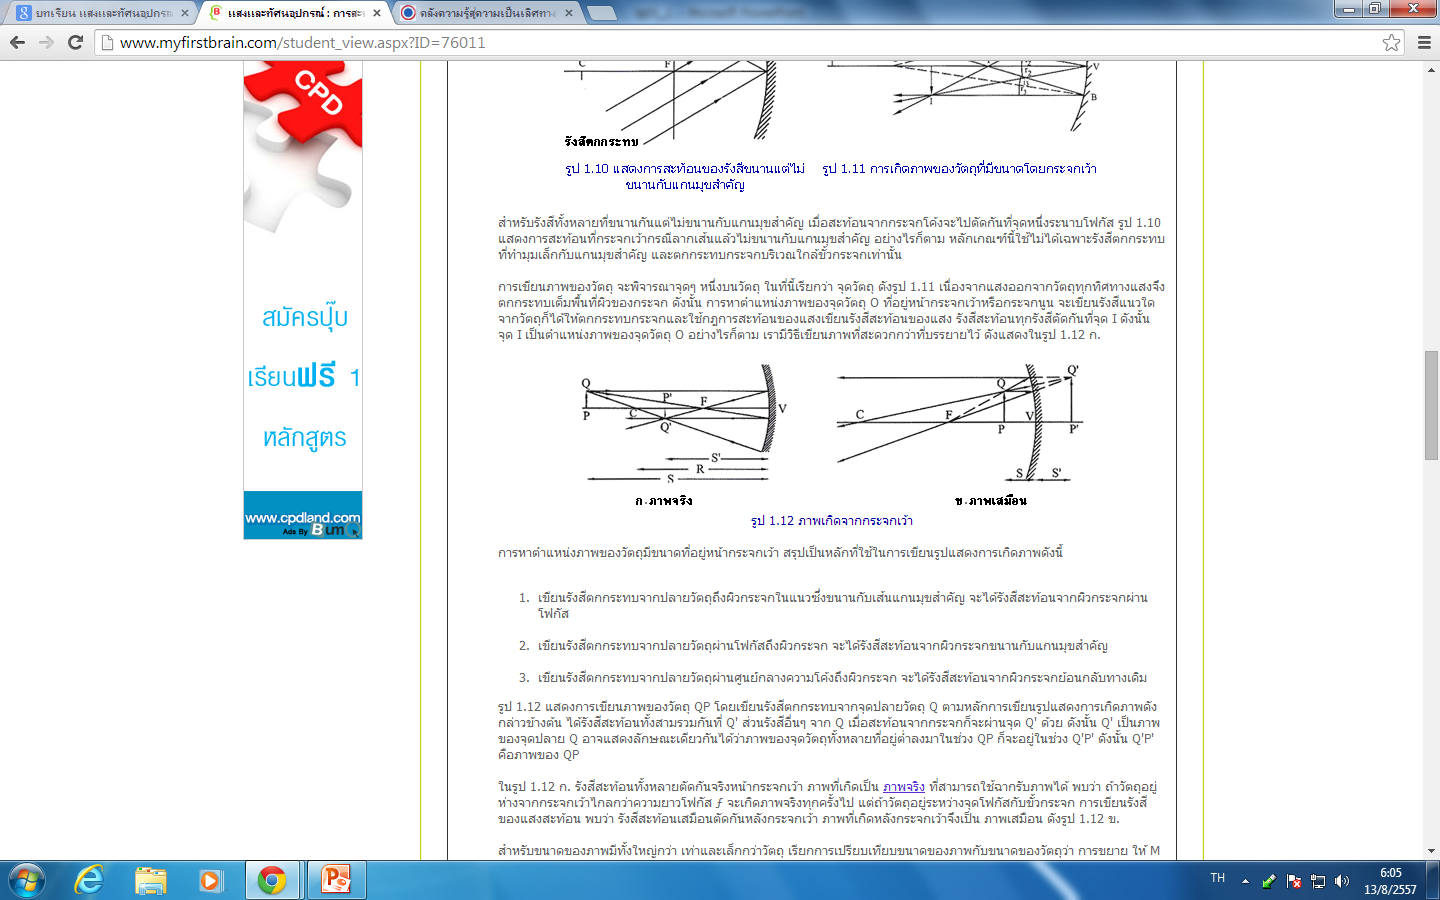 บทเรียน แสงและทัศนอุปกรณ์
แสงและทัศนอุปกรณ์ : การสะ
คลังความรู้สู่ความเป็นเลิศทาง
www.myfirstbrain.com/student_view.aspx?ID=76011
CPD
สมัครปุ๊บ
เรียนฟรี 1
หลักสูตร
www.cpdland.com
Ads By Bum
C F
V
I B
รังสีตกกระทบ
รูป 1.10 แสดงการสะท้อนของรังสีขนานแต่ไม่
ขนานกับแกนมุขสำคัญ
รูป 1.11 การเกิดภาพของวัตถุที่มีขนาดโดยกระจกเว้า
สำหรับรังสีทั้งหลายที่ขนานกันแต่ไม่ขนานกับแกนมุขสำคัญ เมื่อสะท้อนจากกระจกโค้งจะไปตัดกันที่จุดหนึ่งระนาบโฟกัส รูป 1.10
แสดงการสะท้อนที่กระจกเว้ากรณีลากเส้นแล้วไม่ขนานกับแกนมุขสำคัญ อย่างไรก็ตาม หลักเกณฑ์นี้ใช้ไม่ได้เฉพาะรังสีตกกระทบ
ที่ทำมุมเล็กกับแกนมุขสำคัญ และตกกระทบกระจกบริเวณใกล้ขั้วกระจกเท่านั้น
การเขียนภาพของวัตถุ จะพิจารณาจุดๆ หนึ่งบนวัตถุ ในที่นี้เรียกว่า จุดวัตถุ ดังรูป 1.11 เนื่องจากแสงออกจากวัตถุทุกทิศทางแสงจึง
ตกกระทบเต็มพื้นที่ผิวของกระจก ดังนั้น การหาตำแหน่งภาพของจุดวัตถุ O ที่อยู่หน้ากระจกเว้าหรือกระจกนูน จะเขียนรังสีแนวใด
จากวัตถุก็ได้ให้ตกกระทบกระจกและใช้กฎการสะท้อนของแสงเขียนรังสีสะท้อนของแสง รังสีสะท้อนทุกรังสีตัดกันที่จุด I ดังนั้น
จุด I เป็นตำแหน่งภาพของจุดวัตถุ O อย่างไรก็ตาม เรามีวิธีเขียนภาพที่สะดวกกว่าที่บรรยายไว้ ดังแสดงในรูป 1.12 ก.
Q P' F V
P C Q'
S'
R
S
ก.ภาพจริง
Q Q'
C F P V P'
S S'
ข.ภาพเสมือน
รูป 1.12 ภาพเกิดจากกระจกเว้า
การหาตำแหน่งภาพของวัตถุมีขนาดที่อยู่หน้ากระจกเว้า สรุปเป็นหลักที่ใช้ในการเขียนรูปแสดงการเกิดภาพดังนี้
1. เขียนรังสีตกกระทบจากปลายวัตถุถึงผิวกระจกในแนวซึ่งขนานกับเส้นแกนมุขสำคัญ จะได้รังสีสะท้อนจากผิวกระจกผ่าน
โฟกัส
2. เขียนรังสีตกกระทบจากปลายวัตถุผ่านโฟกัสถึงผิวกระจก จะได้รังสีสะท้อนจากผิวกระจกขนานกับแกนมุขสำคัญ
3. เขียนรังสีตกกระทบจากปลายวัตถุผ่านศูนย์กลางความโค้งถึงผิวกระจก จะได้รังสีสะท้อนจากผิวกระจกย้อนกลับทางเดิม
รูป 1.12 แสดงการเขียนภาพของวัตถุ QP โดยเขียนรังสีตกกระทบจากจุดปลายวัตถุ Q ตามหลักการเขียนรูปแสดงการเกิดภาพดัง
กล่าวข้างต้น ได้รังสีสะท้อนทั้งสามรวมกันที่ Q' ส่วนรังสีอื่นๆ จาก Q เมื่อสะท้อนจากกระจกก็จะผ่านจุด Q' ด้วย ดังนั้น Q' เป็นภาพ
ของจุดปลาย Q อาจแสดงลักษณะเดียวกันได้ว่าภาพของจุดวัตถุทั้งหลายที่อยู่ต่ำลงมาในช่วง QP ก็จะอยู่ในช่วง Q'P' ดังนั้น Q'P'
คือภาพของ QP
ในรูป 1.12 ก. รังสีสะท้อนทั้งหลายตัดกันจริงหน้ากระจกเว้า ภาพที่เกิดเป็น ภาพจริง ที่สามารถใช้ฉากรับภาพได้ พบว่า ถ้าวัตถุอยู่
ห่างจากกระจกเว้าไกลกว่าความยาวโฟกัส ƒ จะเกิดภาพจริงทุกครั้งไป แต่ถ้าวัตถุอยู่ระหว่างจุดโฟกัสกับขั้วกระจก การเขียนรังสี
ของแสงสะท้อน พบว่า รังสีสะท้อนเสมือนตัดกันหลังกระจกเว้า ภาพที่เกิดหลังกระจกเว้าจึงเป็น ภาพเสมือน ดังรูป 1.12 ข.
สำหรับขนาดของภาพมีทั้งใหญ่กว่า เท่าและเล็กกว่าวัตถุ เรียกการเปรียบเทียบขนาดของภาพกับขนาดของวัตถุว่า การขยาย ให้ M
TH
6:05
13/8/2557